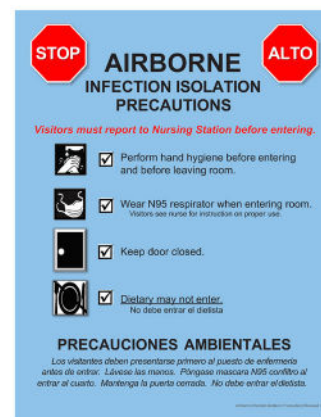 STOP
ALTO
AIRBORNE
INFECTION ISOLATION
PRECAUTIONS
Visitors must report to Nursing Station before entering.
Perform hand hygiene before entering
and before leaving room.
Wear N95 respirator when entering room.
Visitors see nurse for instruction on proper use.
Keep door closed.
Dietary may not enter.
No debe entrar el dietista
PRECAUCIONES AMBIENTALES
Los visitantes deben presentarse primero al puesto de enfermeria
antes de entrar. Lávese las manos. Póngase mascara N95 confiltro al
entrar al cuarto. Mantenga la puerta cerrada. No debe entrar el dietista.